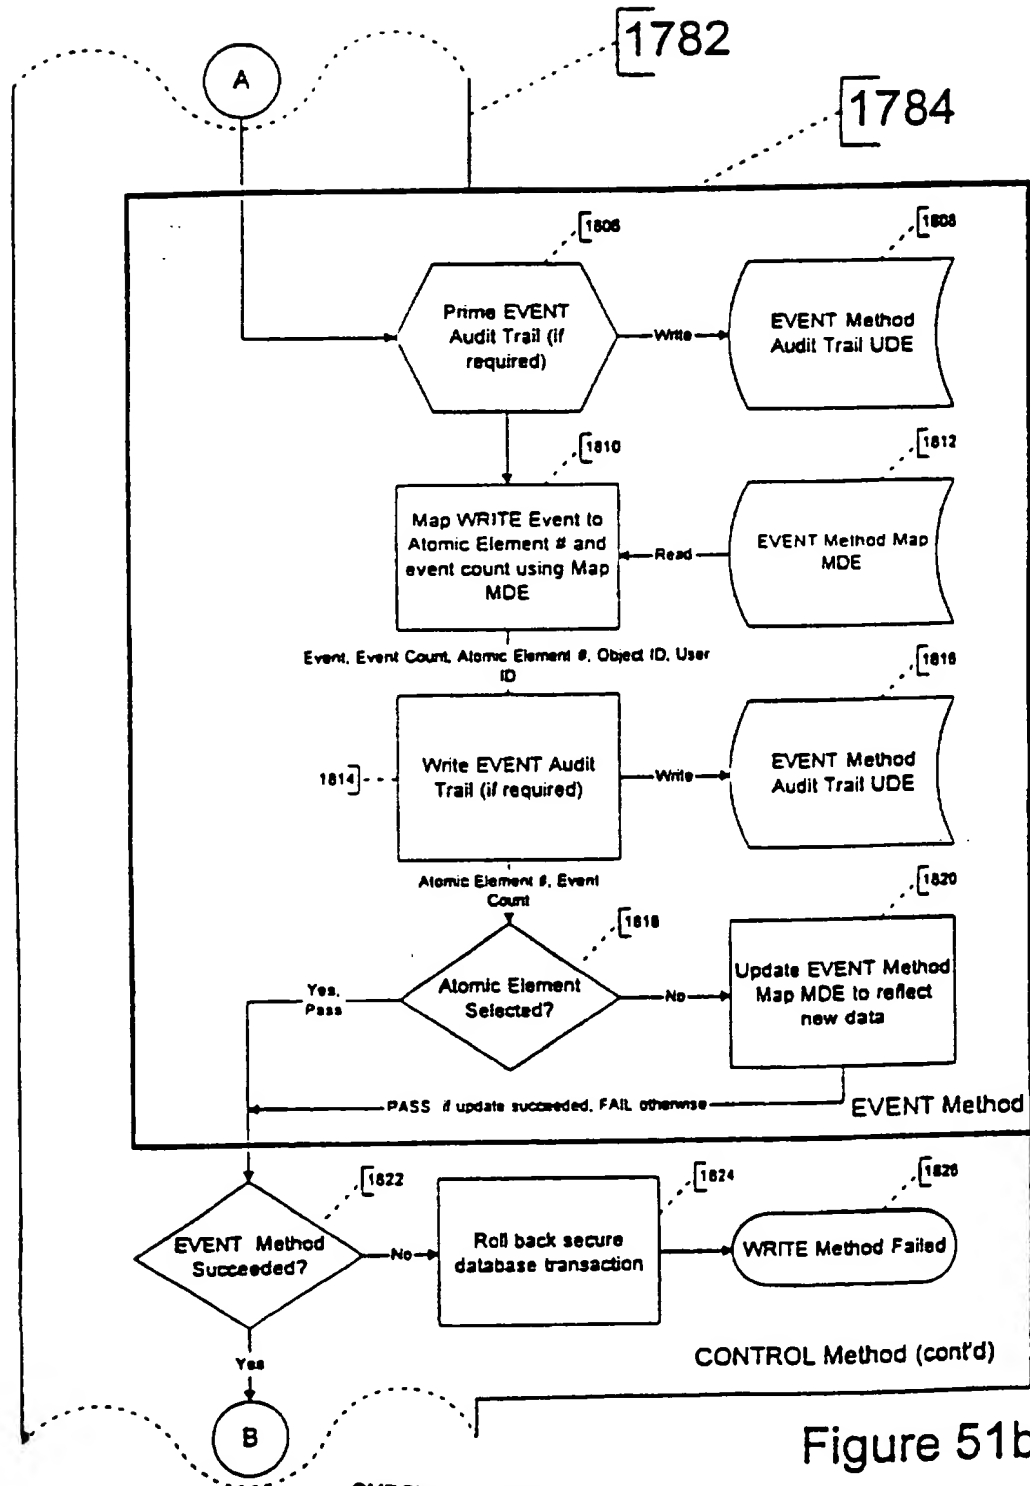 1782
1784
A
1806
1808
Prime EVENT
Audit Trail (if
required)
Write
EVENT Method
Audit Trail UDE
1810
1812
Map WRITE Event to
Atomic Element # and
event count using Map
MDE
Read
EVENT Method Map
MDE
Event, Event Count, Atomic Element #, Object ID, User
ID
1816
1814
Write EVENT Audit
Trail (if required)
Write
EVENT Method
Audit Trail UDE
Atomic Element #, Event
Count
1818
1820
Yes,
Pass
Atomic Element
Selected?
No
Update EVENT Method
Map MDE to reflect
new data
PASS if update succeeded, FAIL otherwise
EVENT Method
1822
1824
1826
EVENT Method
Succeeded?
No
Roll back secure
database transaction
WRITE Method Failed
Yes
CONTROL Method (cont'd)
B
Figure 51b